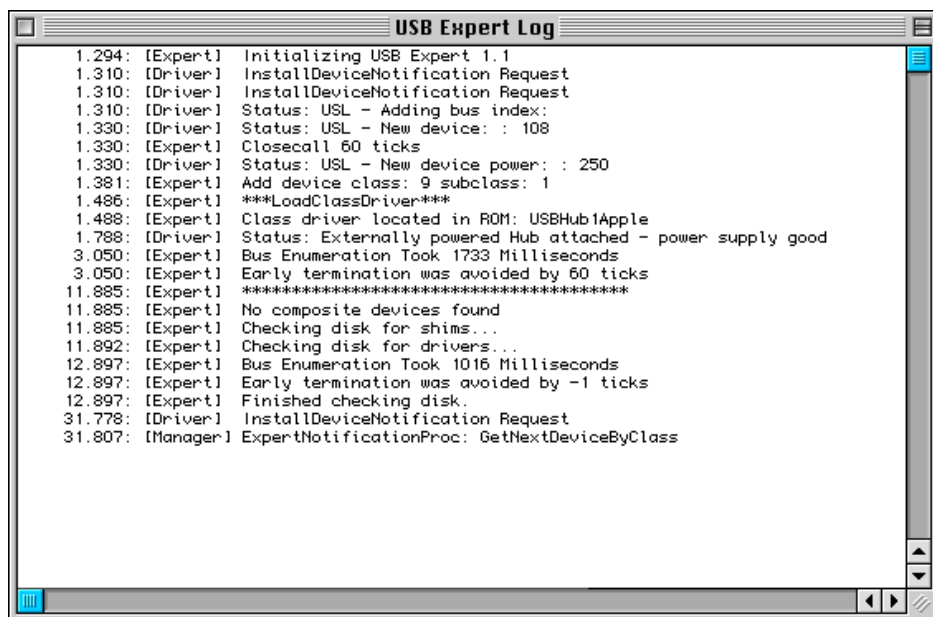 USB Expert Log
1.294: [Expert] Initializing USB Expert 1.1
1.310: [Driver] InstallDeviceNotification Request
1.310: [Driver] InstallDeviceNotification Request
1.310: [Driver] Status: USL - Adding bus index:
1.330: [Driver] Status: USL - New device: : 108
1.330: [Expert] Closecall 60 ticks
1.330: [Driver] Status: USL - New device power: : 250
1.381: [Expert] Add device class: 9 subclass: 1
1.486: [Expert] ***LoadClassDriver***
1.488: [Expert] Class driver located in ROM: USBHub1Apple
1.788: [Driver] Status: Externally powered Hub attached - power supply good
3.050: [Expert] Bus Enumeration Took 1733 Milliseconds
3.050: [Expert] Early termination was avoided by 60 ticks
11.885: [Expert] ***************************************
11.885: [Expert] No composite devices found
11.885: [Expert] Checking disk for shims...
11.892: [Expert] Checking disk for drivers...
12.897: [Expert] Bus Enumeration Took 1016 Milliseconds
12.897: [Expert] Early termination was avoided by -1 ticks
12.897: [Expert] Finished checking disk.
31.778: [Driver] InstallDeviceNotification Request
31.807: [Manager] ExpertNotificationProc: GetNextDeviceByClass